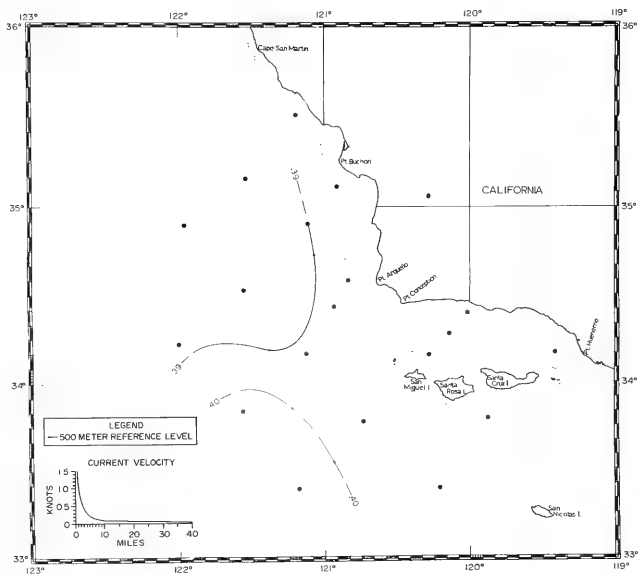 123° 122° 121° 120° 119°
36° 36°
Cape San Martin
Pt. Buchon
39
CALIFORNIA
35° 35°
Pt. Arguello
Pt. Conception
Pt. Hueneme
39
34° 34°
San Miguel I.
Santa Rosa I.
Santa Cruz I.
40
LEGEND
500 METER REFERENCE LEVEL
CURRENT VELOCITY
1.5
1.0
.5
0
KNOTS
0 10 20 30 40
MILES
40
San Nicolas I.
33° 33°
123° 122° 121° 120° 119°